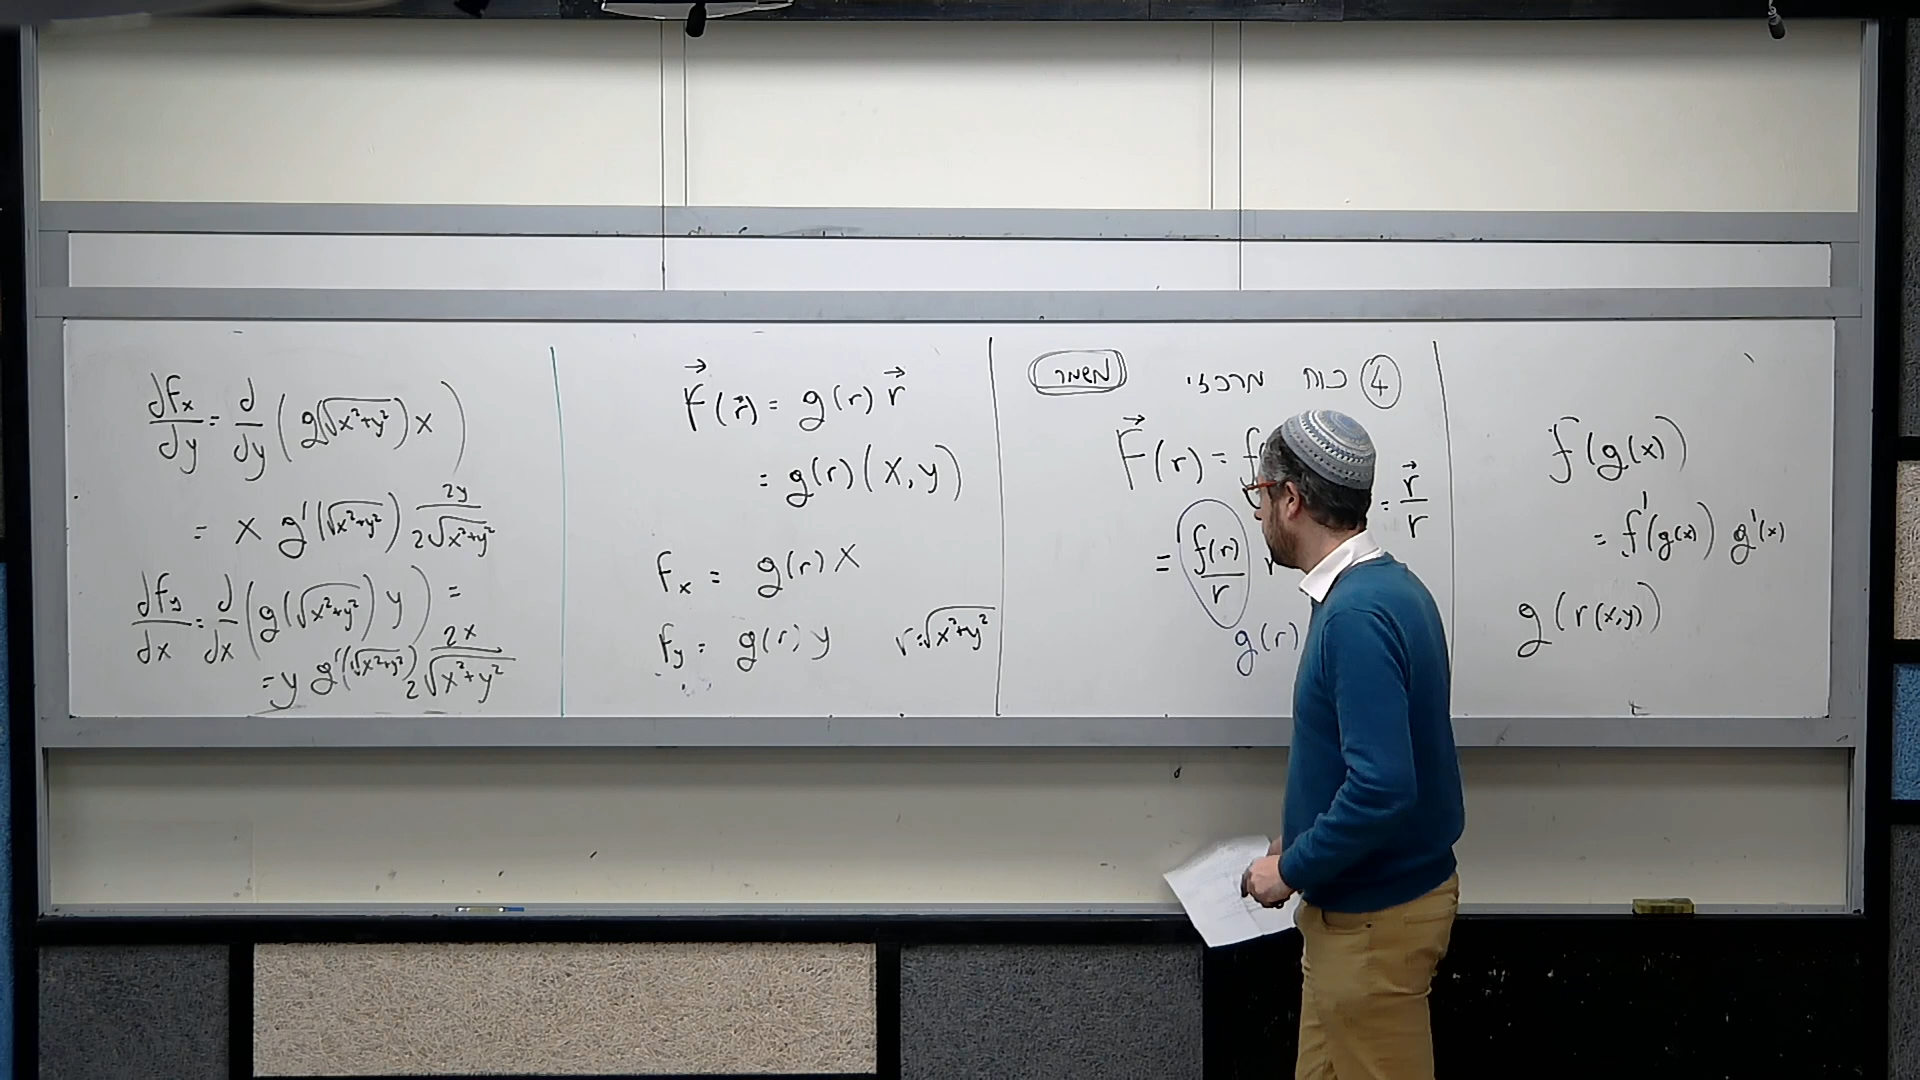 משמר
④ כוח מרכזי
F⃗(r) = f
= r⃗/r
= f(r)/r r
g(r)
f(g(x))
= f'(g(x)) g'(x)
g(r(x,y))
F⃗(r⃗) = g(r) r⃗
= g(r)(x,y)
Fx = g(r) x
Fy = g(r) y
r = √(x²+y²)
dFx/dy = d/dy (g(√(x²+y²)) x)
= x g'(√(x²+y²)) 2y/(2√(x²+y²))
dFy/dx = d/dx (g(√(x²+y²)) y) =
= y g'(√(x²+y²)) 2x/(2√(x²+y²))